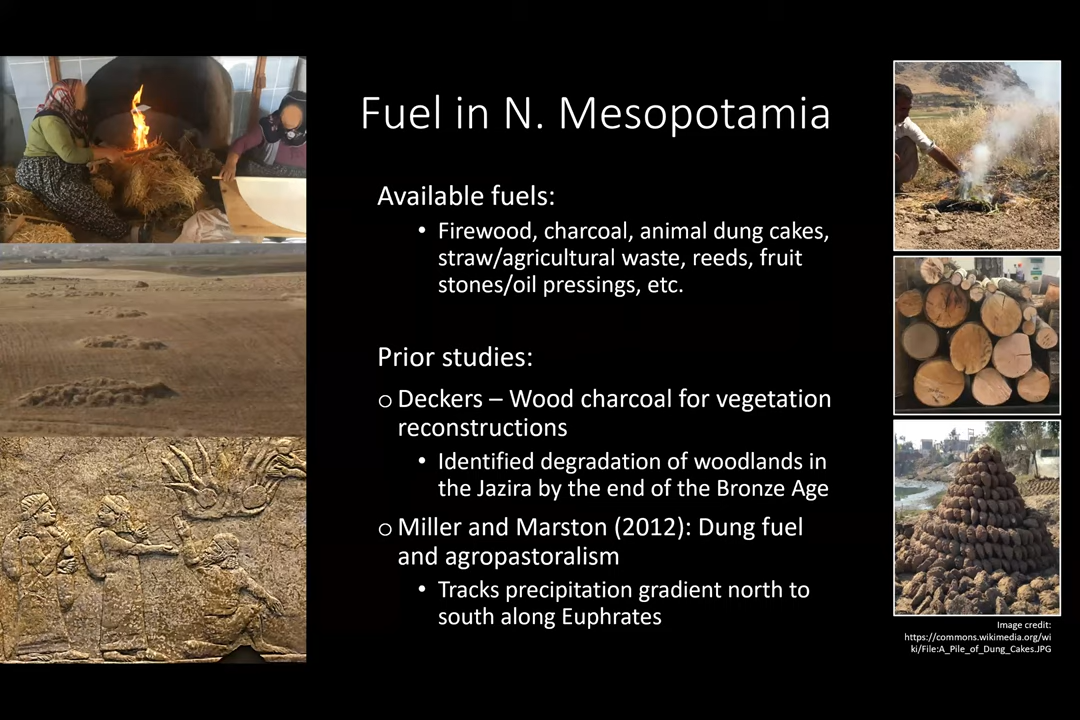 Fuel in N. Mesopotamia
Available fuels:
• Firewood, charcoal, animal dung cakes,
straw/agricultural waste, reeds, fruit
stones/oil pressings, etc.
Prior studies:
o Deckers – Wood charcoal for vegetation
reconstructions
• Identified degradation of woodlands in
the Jazira by the end of the Bronze Age
o Miller and Marston (2012): Dung fuel
and agropastoralism
• Tracks precipitation gradient north to
south along Euphrates
Image credit:
https://commons.wikimedia.org/wi
ki/File:A_Pile_of_Dung_Cakes.JPG